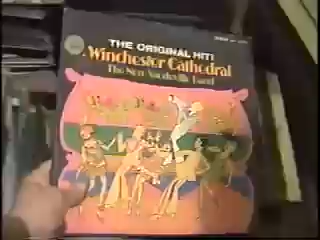 THE ORIGINAL HIT!
Winchester Cathedral
The New Vaudeville Band